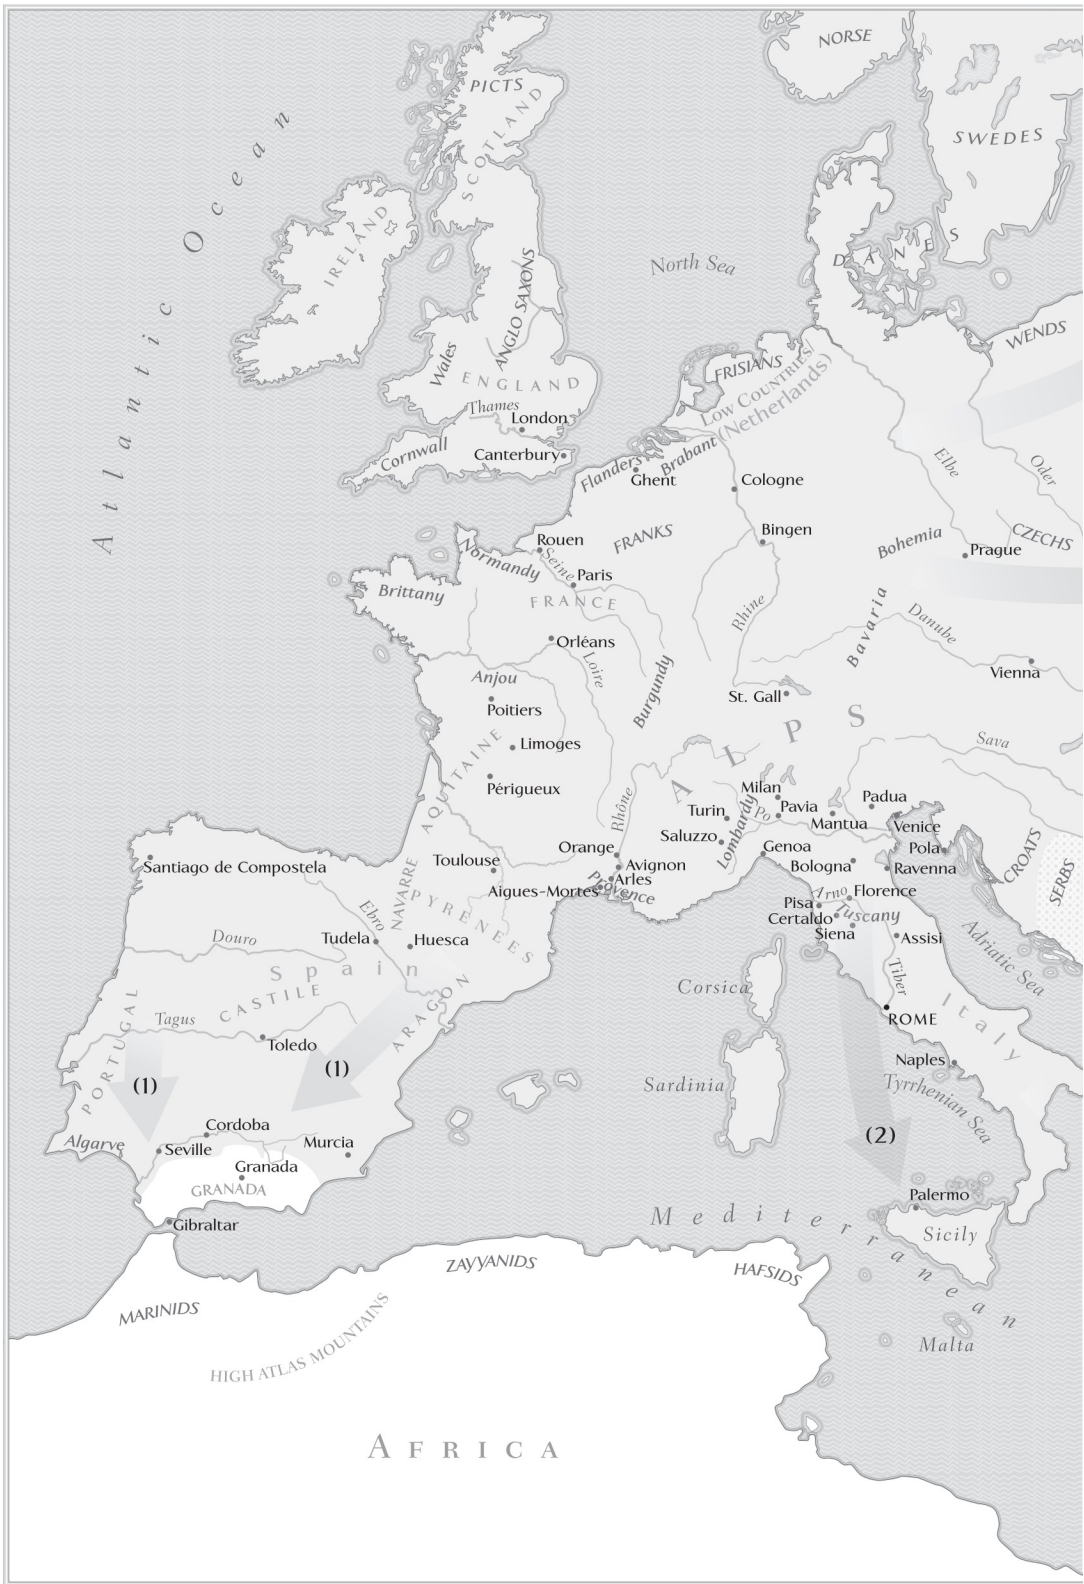 NORSE
PICTS
SCOTLAND
SWEDES
Atlantic Ocean
IRELAND
DANES
North Sea
ANGLO SAXONS
WENDS
Wales
FRISIANS
ENGLAND
Low Countries/
(Netherlands)
Thames
London
Cornwall
Canterbury
Flanders
Brabant
Ghent
Cologne
Elbe
Oder
Rouen
Normandy
Seine
FRANKS
Bingen
Bohemia
CZECHS
Prague
Paris
Brittany
FRANCE
Rhine
Bavaria
Danube
Orléans
Loire
Vienna
Anjou
Burgundy
St. Gall
Poitiers
ALPS
Limoges
Sava
AQUITAINE
Périgueux
Rhône
Milan
Padua
Turin
Lombardy
Po
Pavia
Mantua
Venice
Saluzzo
Pola
CROATS
SERBS
Santiago de Compostela
Toulouse
Orange
Genoa
Bologna
Ravenna
Avignon
Arles
Aigues-Mortes
Provence
NAVARRE
PYRENEES
Arno
Florence
Pisa
Certaldo
Tuscany
Siena
Assisi
Ebro
Tudela
Huesca
Douro
Adriatic Sea
Spain
Tiber
Corsica
CASTILE
ARAGON
Italy
PORTUGAL
Tagus
Toledo
ROME
(1)
(1)
Sardinia
Naples
Tyrrhenian Sea
Cordoba
(2)
Algarve
Seville
Murcia
Granada
GRANADA
Palermo
Sicily
Gibraltar
Mediterranean
ZAYYANIDS
HAFSIDS
MARINIDS
Malta
HIGH ATLAS MOUNTAINS
AFRICA